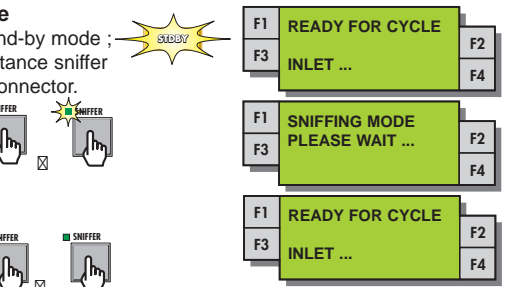 nd-by mode ;
STDBY
tance sniffer
onnector.
SNIFFER
SNIFFER
SNIFFER
F1
F3
READY FOR CYCLE
INLET ...
F2
F4
F1
F3
SNIFFING MODE
PLEASE WAIT ...
F2
F4
F1
F3
READY FOR CYCLE
INLET ...
F2
F4